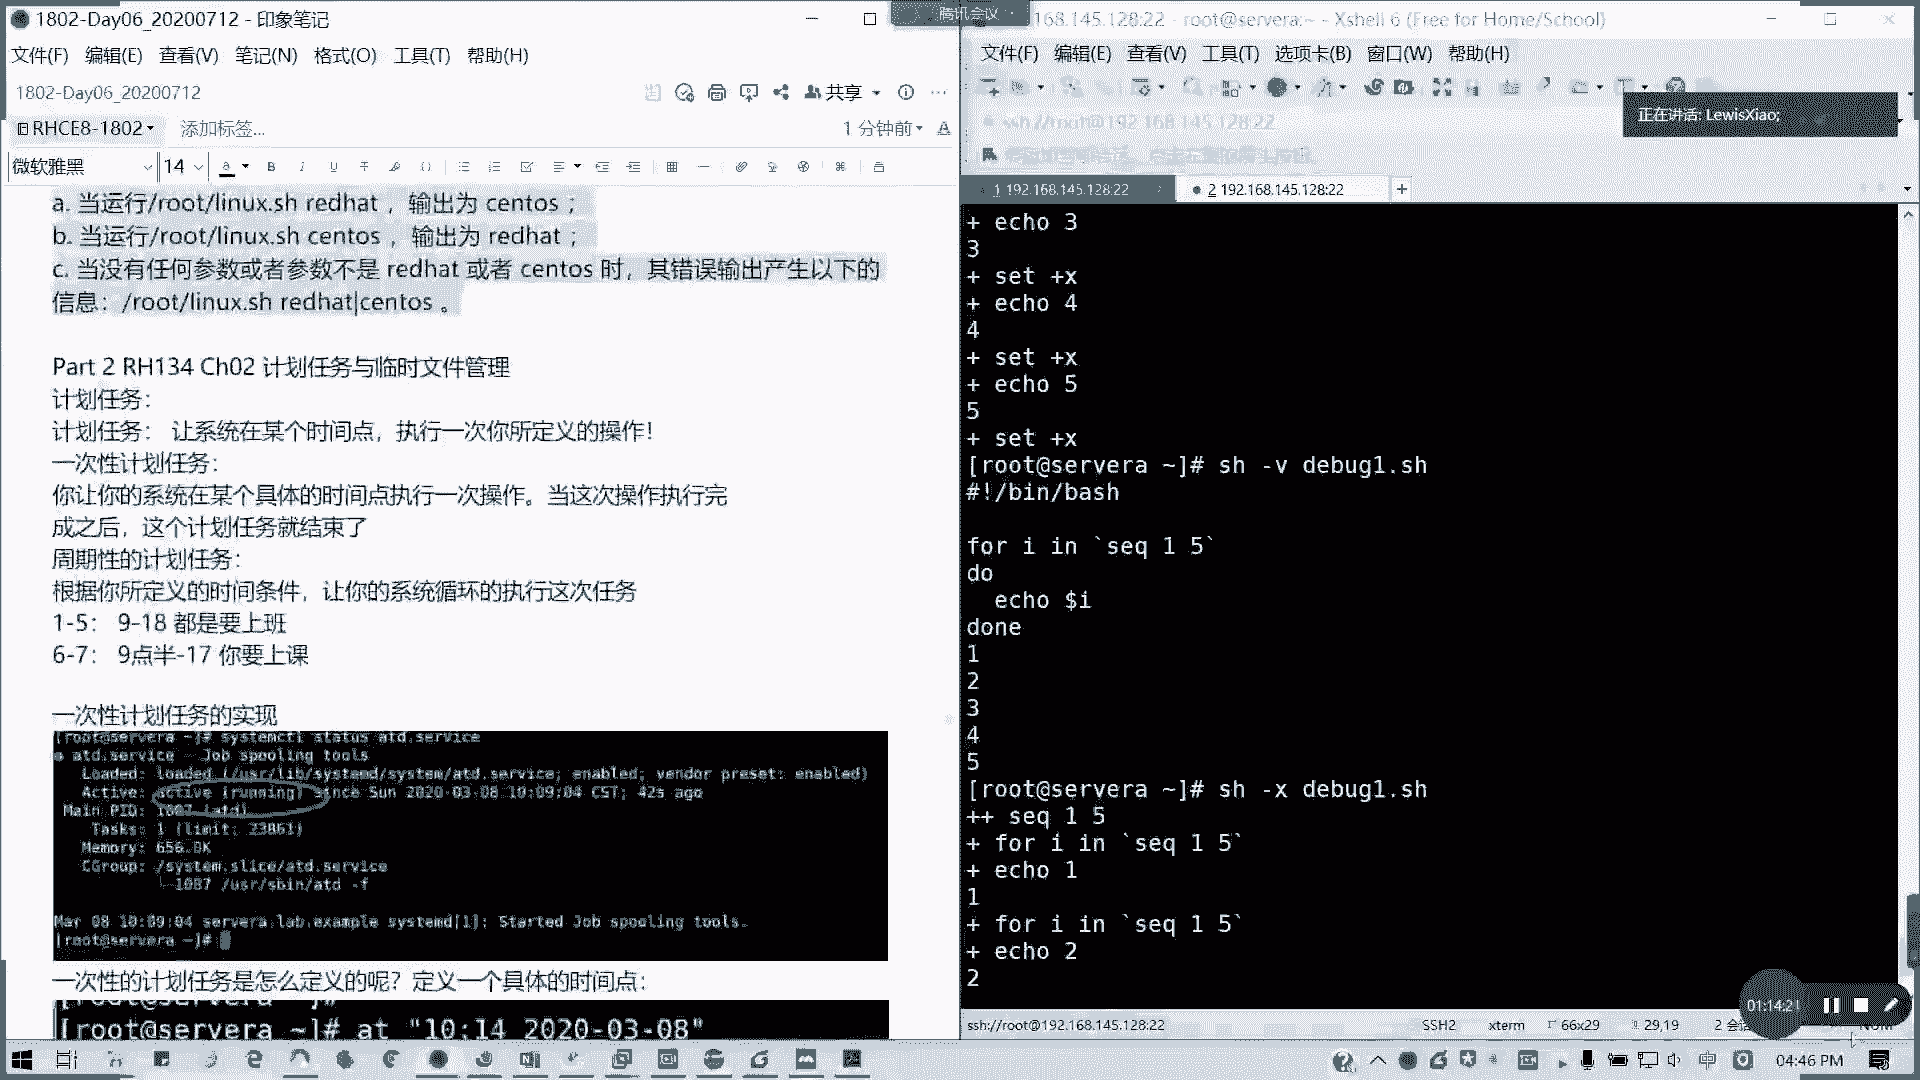 1802-Day06_20200712 - 印象笔记
文件(F) 编辑(E) 查看(V) 笔记(N) 格式(O) 工具(T) 帮助(H)
1802-Day06_20200712
共享
RHCE8-1802
添加标签...
1 分钟前
微软雅黑
14
a. 当运行/root/linux.sh redhat ，输出为 centos ；
b. 当运行/root/linux.sh centos ，输出为 redhat ；
c. 当没有任何参数或者参数不是 redhat 或者 centos 时，其错误输出产生以下的
信息：/root/linux.sh redhat|centos 。
Part 2 RH134 Ch02 计划任务与临时文件管理
计划任务：
计划任务： 让系统在某个时间点，执行一次你所定义的操作！
一次性计划任务：
你让你的系统在某个具体的时间点执行一次操作。当这次操作执行完
成之后，这个计划任务就结束了
周期性的计划任务：
根据你所定义的时间条件，让你的系统循环的执行这次任务
1-5： 9-18 都是要上班
6-7： 9点半-17 你要上课
一次性计划任务的实现
[root@servera ~]# systemctl status atd.service
● atd.service - Job spooling tools
Loaded: loaded (/usr/lib/systemd/system/atd.service; enabled; vendor preset: enabled)
Active: active (running) since Sun 2020-03-08 10:09:04 CST; 42s ago
Main PID: 1087 (atd)
Tasks: 1 (limit: 23861)
Memory: 656.0K
CGroup: /system.slice/atd.service
└─1087 /usr/sbin/atd -f
Mar 08 10:09:04 servera.lab.example systemd[1]: Started Job spooling tools.
[root@servera ~]#
一次性的计划任务是怎么定义的呢？定义一个具体的时间点：
[root@servera ~]#
[root@servera ~]# at "10:14 2020-03-08"
腾讯会议
168.145.128:22 - root@servera:~ - Xshell 6 (Free for Home/School)
文件(F) 编辑(E) 查看(V) 工具(T) 选项卡(B) 窗口(W) 帮助(H)
ssh://root@192.168.145.128:22
正在讲话: LewisXiao;
1 192.168.145.128:22
2 192.168.145.128:22
+ echo 3
3
+ set +x
+ echo 4
4
+ set +x
+ echo 5
5
+ set +x
[root@servera ~]# sh -v debug1.sh
#!/bin/bash
for i in `seq 1 5`
do
echo $i
done
1
2
3
4
5
[root@servera ~]# sh -x debug1.sh
++ seq 1 5
+ for i in `seq 1 5`
+ echo 1
1
+ for i in `seq 1 5`
+ echo 2
2
01:14:21
ssh://root@192.168.145.128:22
SSH2
xterm
66x29
29,19
2 会
中
04:46 PM